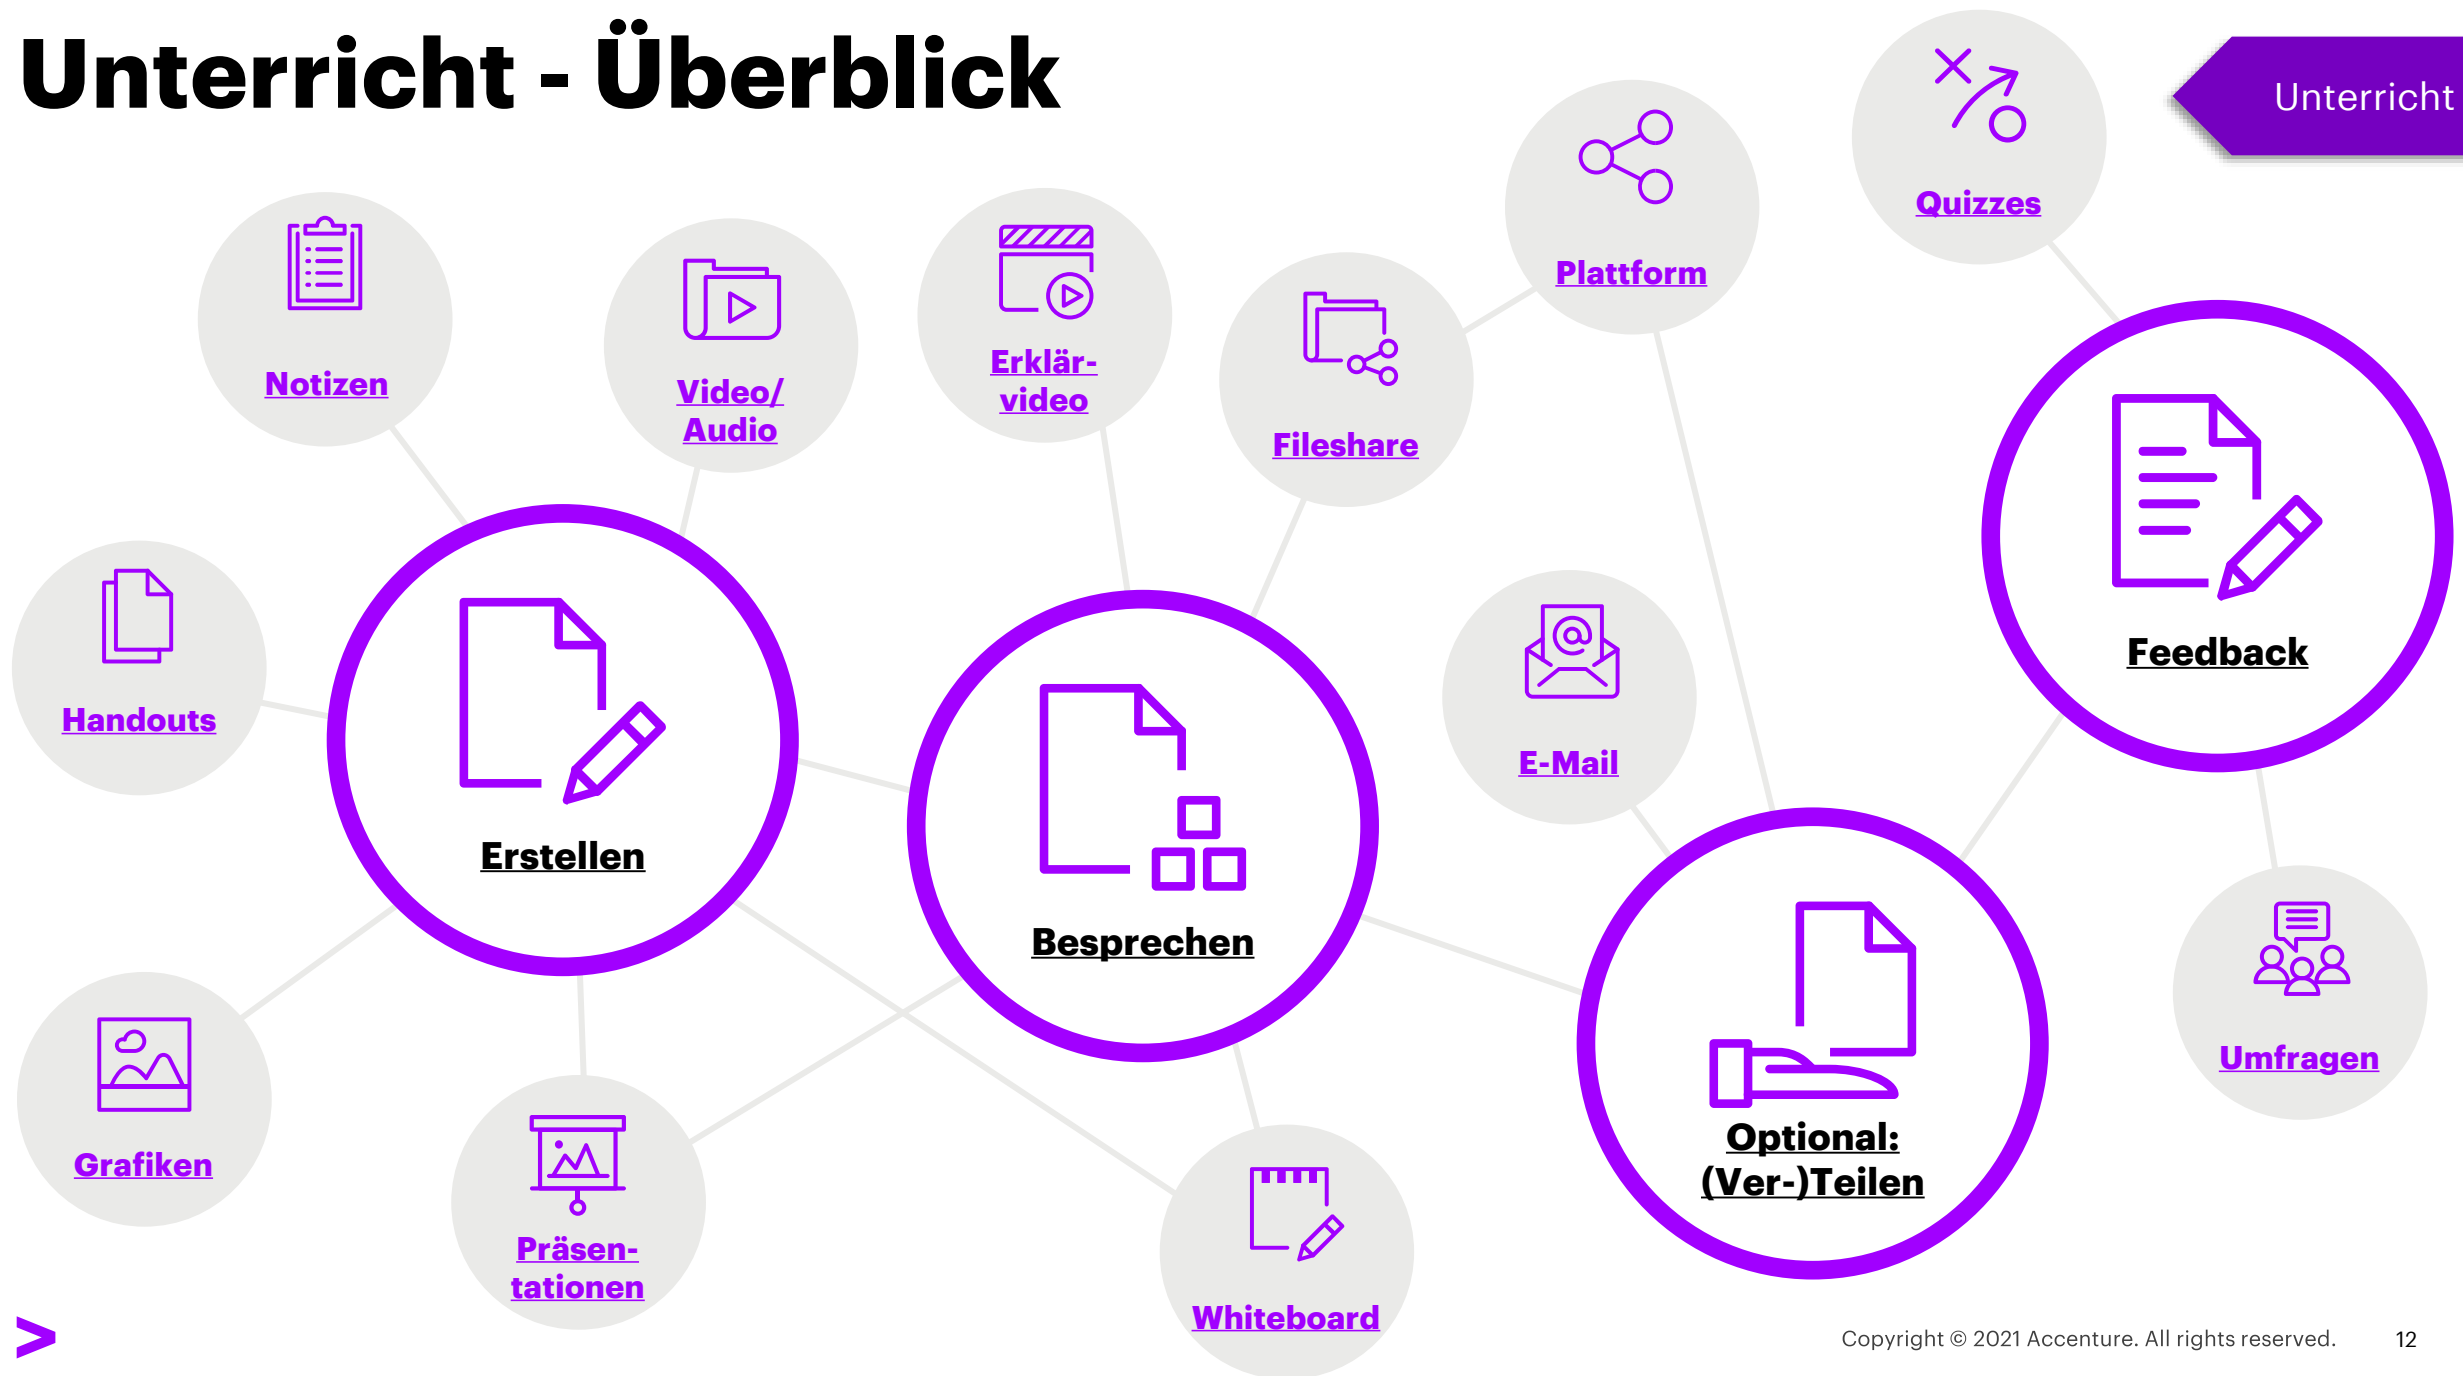 Unterricht - Überblick
Unterricht
Quizzes
Plattform
Notizen
Video/
Audio
Erklär-
video
Fileshare
Feedback
Handouts
E-Mail
Erstellen
Besprechen
Umfragen
Optional:
(Ver-)Teilen
Grafiken
Präsen-
tationen
Whiteboard
>
Copyright © 2021 Accenture. All rights reserved.
12